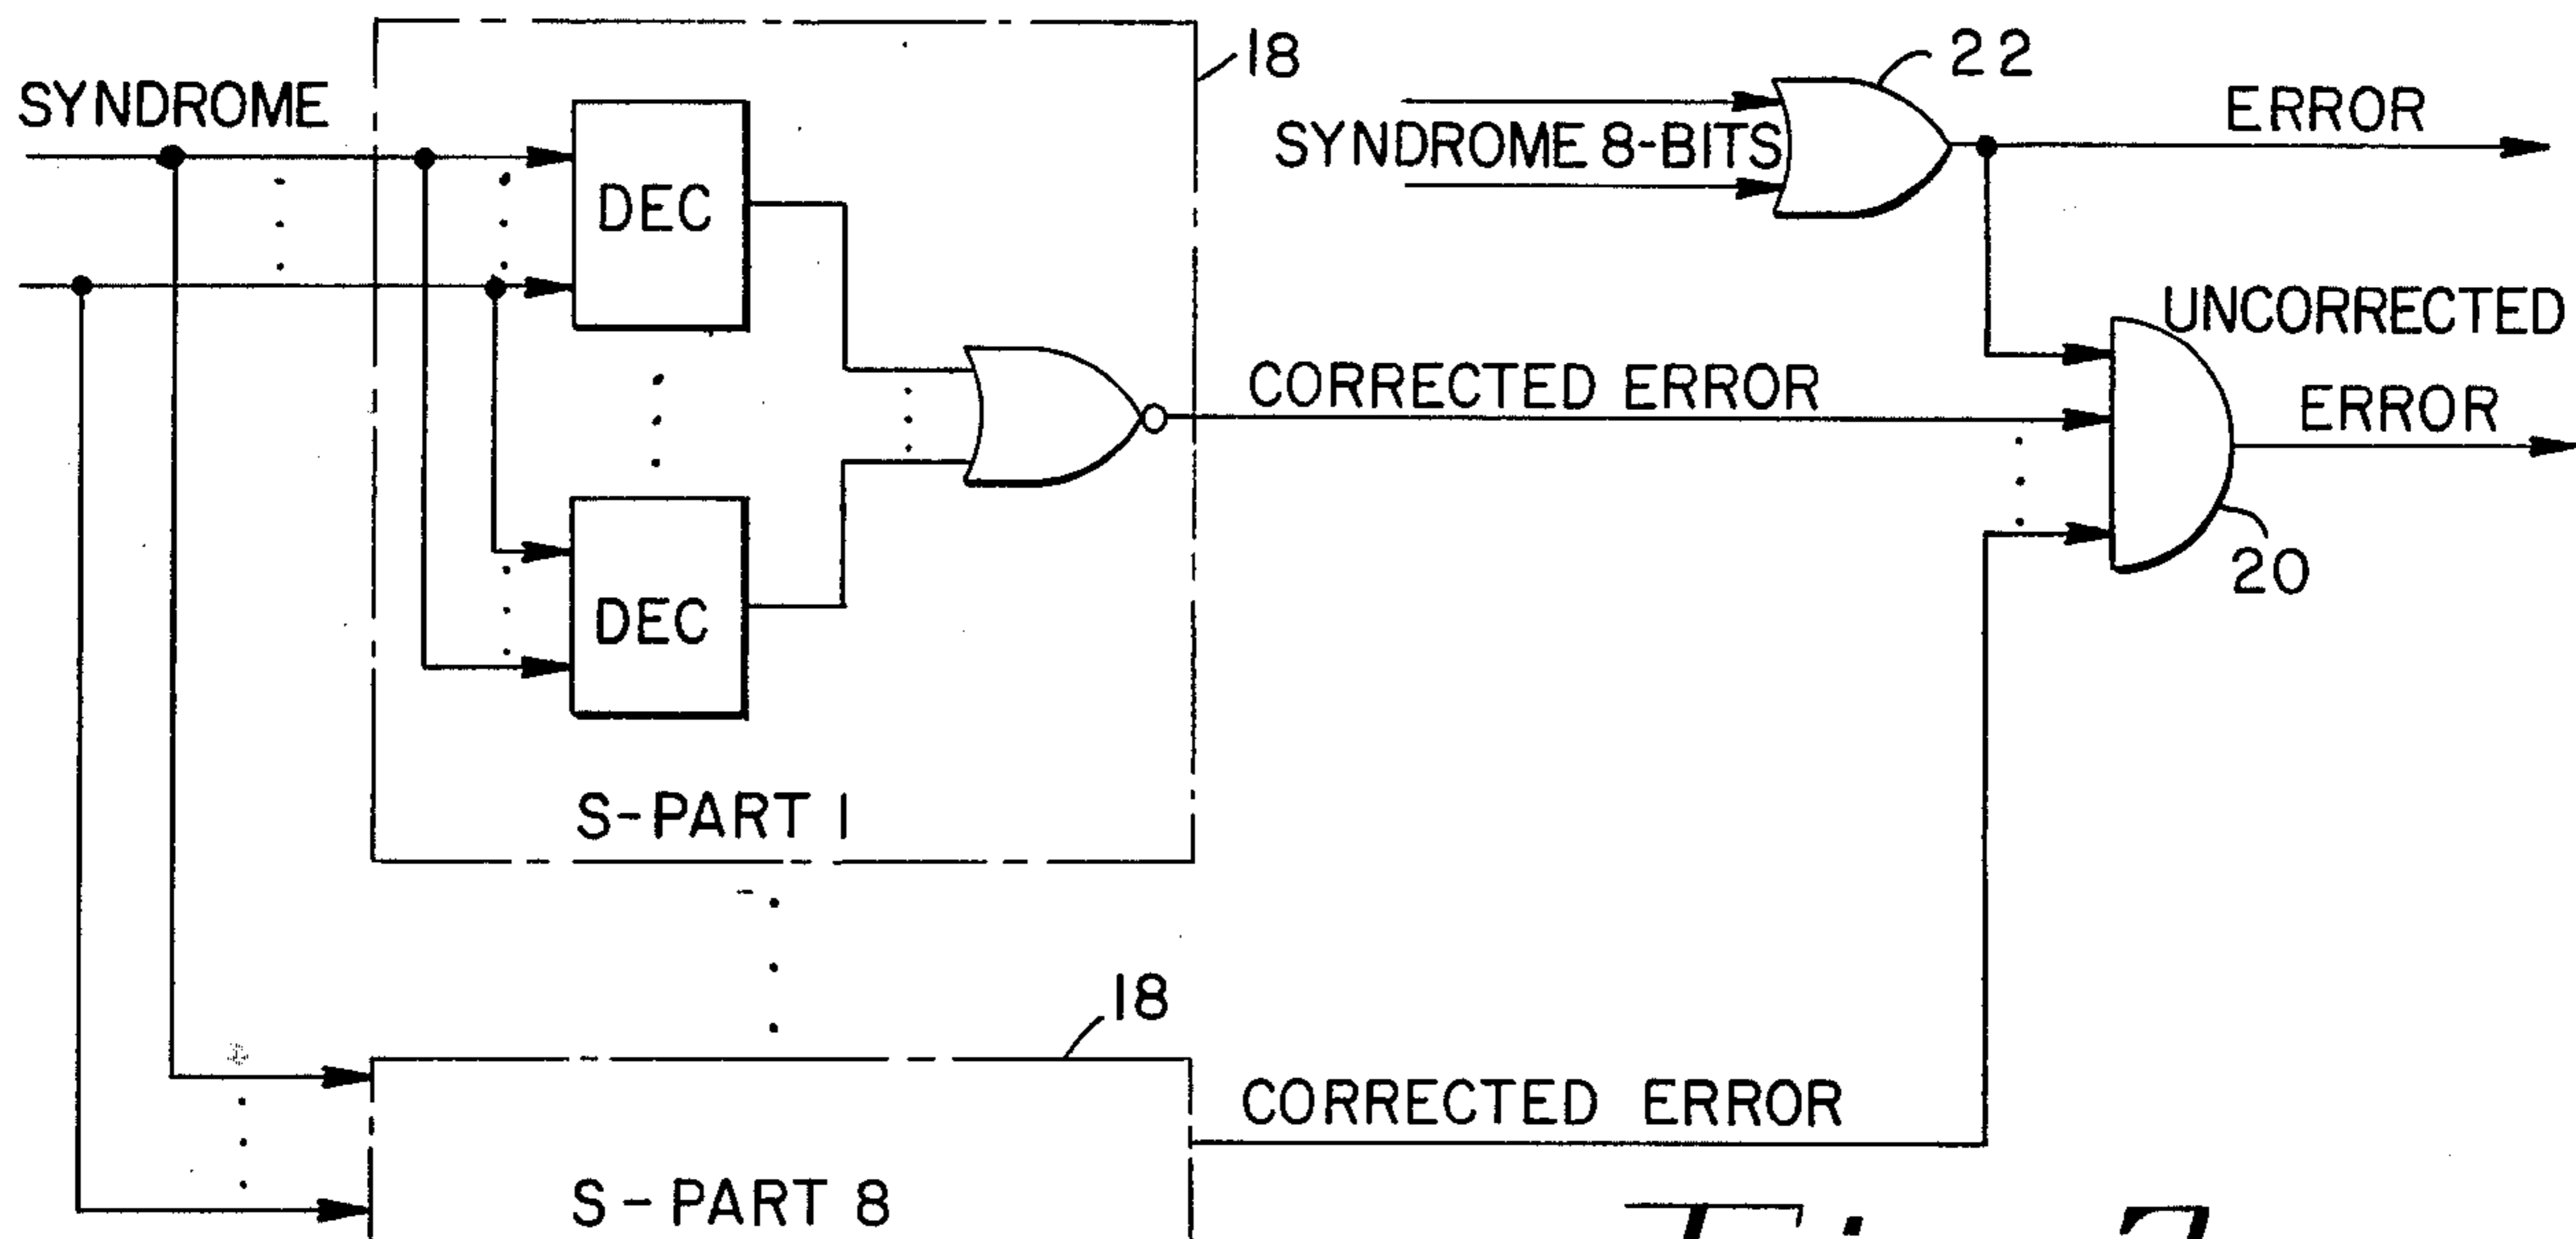 18
22
SYNDROME
ERROR
SYNDROME 8-BITS
DEC
UNCORRECTED
CORRECTED ERROR
ERROR
DEC
20
S-PART 1
18
CORRECTED ERROR
S-PART 8